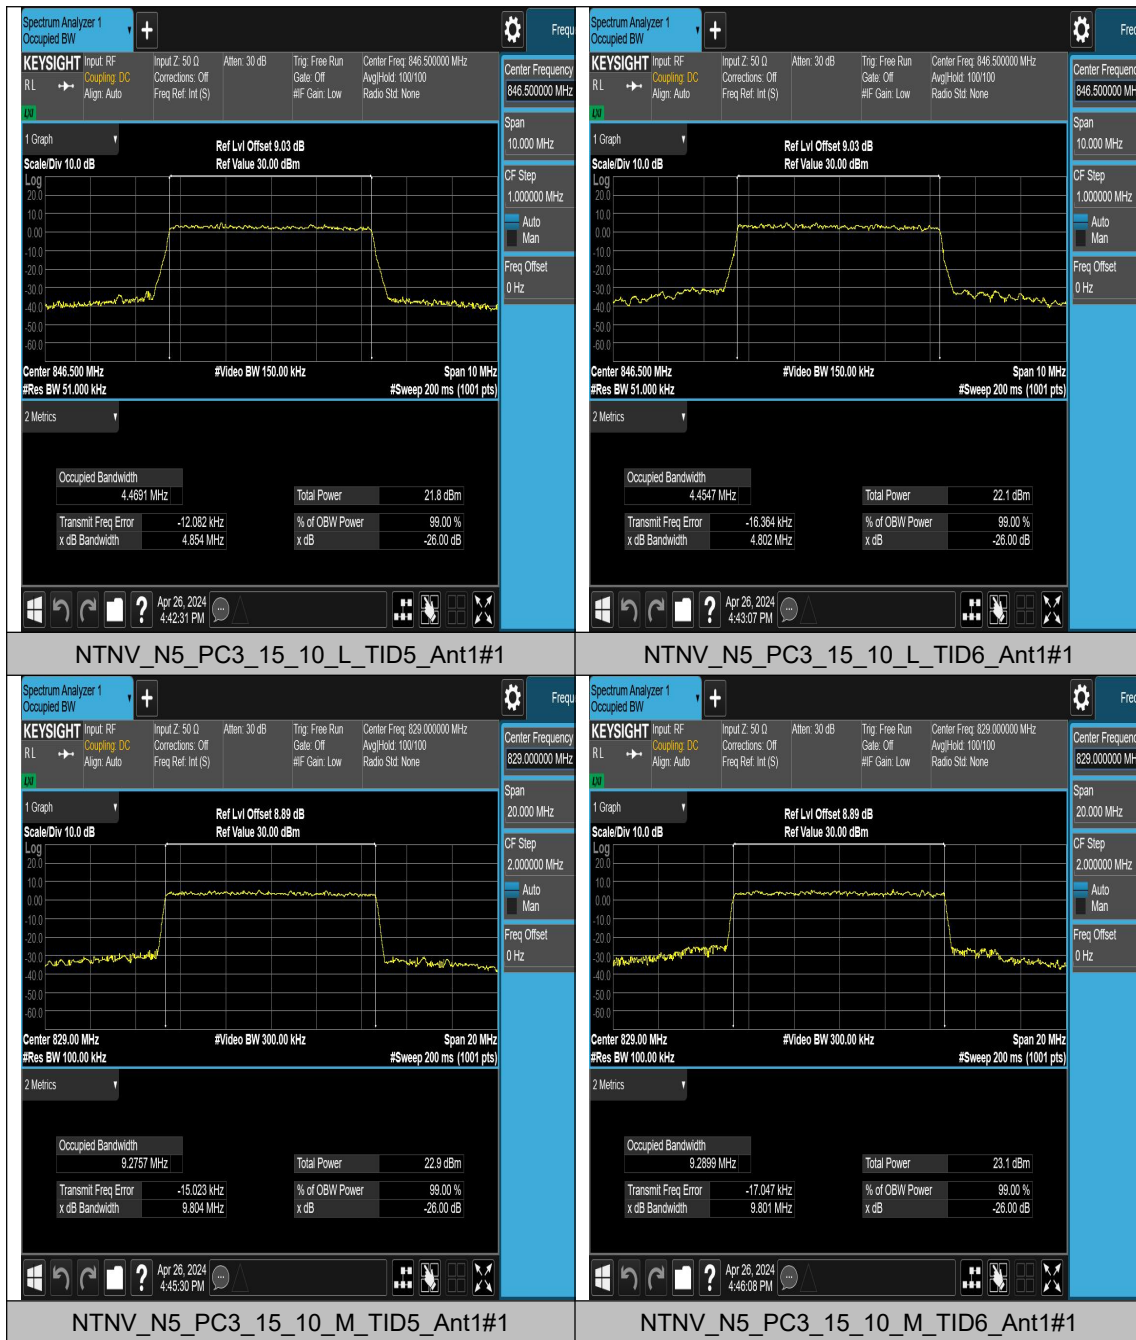 Spectrum Analyzer 1
Occupied BW
Frequ
KEYSIGHT
Input: RF
Coupling: DC
Align: Auto
Input Z: 50 Ω
Corrections: Off
Freq Ref: Int (S)
Atten: 30 dB
Trig: Free Run
Gate: Off
#IF Gain: Low
Center Freq: 846.500000 MHz
Avg|Hold: 100/100
Radio Std: None
RL
LXI
Center Frequency
846.500000 MHz
Span
10.000 MHz
CF Step
1.000000 MHz
Auto
Man
Freq Offset
0 Hz
1 Graph
Ref Lvl Offset 9.03 dB
Scale/Div 10.0 dB
Ref Value 30.00 dBm
Log
20.0
10.0
0.00
-10.0
-20.0
-30.0
-40.0
-50.0
-60.0
Center 846.500 MHz
#Video BW 150.00 kHz
Span 10 MHz
#Res BW 51.000 kHz
#Sweep 200 ms (1001 pts)
2 Metrics
Occupied Bandwidth
4.4691 MHz
Total Power 21.8 dBm
Transmit Freq Error -12.082 kHz
% of OBW Power 99.00 %
x dB Bandwidth 4.854 MHz
x dB -26.00 dB
Apr 26, 2024
4:42:31 PM
NTNV_N5_PC3_15_10_L_TID5_Ant1#1
Spectrum Analyzer 1
Occupied BW
Frec
KEYSIGHT
Input: RF
Coupling: DC
Align: Auto
Input Z: 50 Ω
Corrections: Off
Freq Ref: Int (S)
Atten: 30 dB
Trig: Free Run
Gate: Off
#IF Gain: Low
Center Freq: 846.500000 MHz
Avg|Hold: 100/100
Radio Std: None
RL
LXI
Center Frequency
846.500000 MHz
Span
10.000 MHz
CF Step
1.000000 MHz
Auto
Man
Freq Offset
0 Hz
1 Graph
Ref Lvl Offset 9.03 dB
Scale/Div 10.0 dB
Ref Value 30.00 dBm
Log
20.0
10.0
0.00
-10.0
-20.0
-30.0
-40.0
-50.0
-60.0
Center 846.500 MHz
#Video BW 150.00 kHz
Span 10 MHz
#Res BW 51.000 kHz
#Sweep 200 ms (1001 pts)
2 Metrics
Occupied Bandwidth
4.4547 MHz
Total Power 22.1 dBm
Transmit Freq Error -16.364 kHz
% of OBW Power 99.00 %
x dB Bandwidth 4.802 MHz
x dB -26.00 dB
Apr 26, 2024
4:43:07 PM
NTNV_N5_PC3_15_10_L_TID6_Ant1#1
Spectrum Analyzer 1
Occupied BW
Frequ
KEYSIGHT
Input: RF
Coupling: DC
Align: Auto
Input Z: 50 Ω
Corrections: Off
Freq Ref: Int (S)
Atten: 30 dB
Trig: Free Run
Gate: Off
#IF Gain: Low
Center Freq: 829.000000 MHz
Avg|Hold: 100/100
Radio Std: None
RL
LXI
Center Frequency
829.000000 MHz
Span
20.000 MHz
CF Step
2.000000 MHz
Auto
Man
Freq Offset
0 Hz
1 Graph
Ref Lvl Offset 8.89 dB
Scale/Div 10.0 dB
Ref Value 30.00 dBm
Log
20.0
10.0
0.00
-10.0
-20.0
-30.0
-40.0
-50.0
-60.0
Center 829.00 MHz
#Video BW 300.00 kHz
Span 20 MHz
#Res BW 100.00 kHz
#Sweep 200 ms (1001 pts)
2 Metrics
Occupied Bandwidth
9.2757 MHz
Total Power 22.9 dBm
Transmit Freq Error -15.023 kHz
% of OBW Power 99.00 %
x dB Bandwidth 9.804 MHz
x dB -26.00 dB
Apr 26, 2024
4:45:30 PM
NTNV_N5_PC3_15_10_M_TID5_Ant1#1
Spectrum Analyzer 1
Occupied BW
Frec
KEYSIGHT
Input: RF
Coupling: DC
Align: Auto
Input Z: 50 Ω
Corrections: Off
Freq Ref: Int (S)
Atten: 30 dB
Trig: Free Run
Gate: Off
#IF Gain: Low
Center Freq: 829.000000 MHz
Avg|Hold: 100/100
Radio Std: None
RL
LXI
Center Frequenc
829.000000 MH
Span
20.000 MHz
CF Step
2.000000 MHz
Auto
Man
Freq Offset
0 Hz
1 Graph
Ref Lvl Offset 8.89 dB
Scale/Div 10.0 dB
Ref Value 30.00 dBm
Log
20.0
10.0
0.00
-10.0
-20.0
-30.0
-40.0
-50.0
-60.0
Center 829.00 MHz
#Video BW 300.00 kHz
Span 20 MHz
#Res BW 100.00 kHz
#Sweep 200 ms (1001 pts)
2 Metrics
Occupied Bandwidth
9.2899 MHz
Total Power 23.1 dBm
Transmit Freq Error -17.047 kHz
% of OBW Power 99.00 %
x dB Bandwidth 9.801 MHz
x dB -26.00 dB
Apr 26, 2024
4:46:08 PM
NTNV_N5_PC3_15_10_M_TID6_Ant1#1